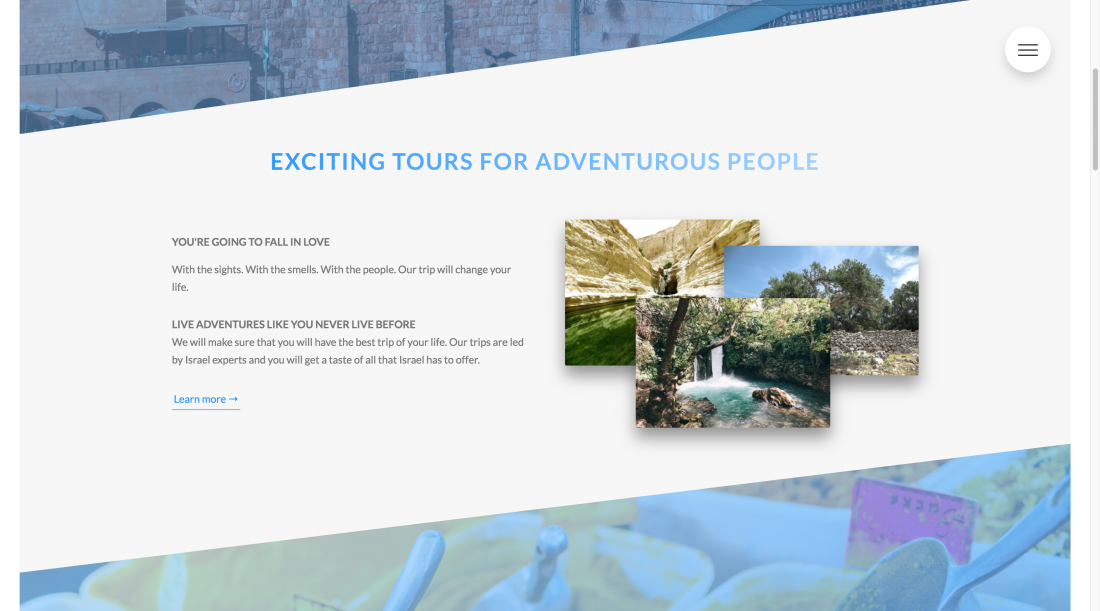 EXCITING TOURS FOR ADVENTUROUS PEOPLE
YOU'RE GOING TO FALL IN LOVE
With the sights. With the smells. With the people. Our trip will change your
life.
LIVE ADVENTURES LIKE YOU NEVER LIVE BEFORE
We will make sure that you will have the best trip of your life. Our trips are led
by Israel experts and you will get a taste of all that Israel has to offer.
Learn more →
מבצע